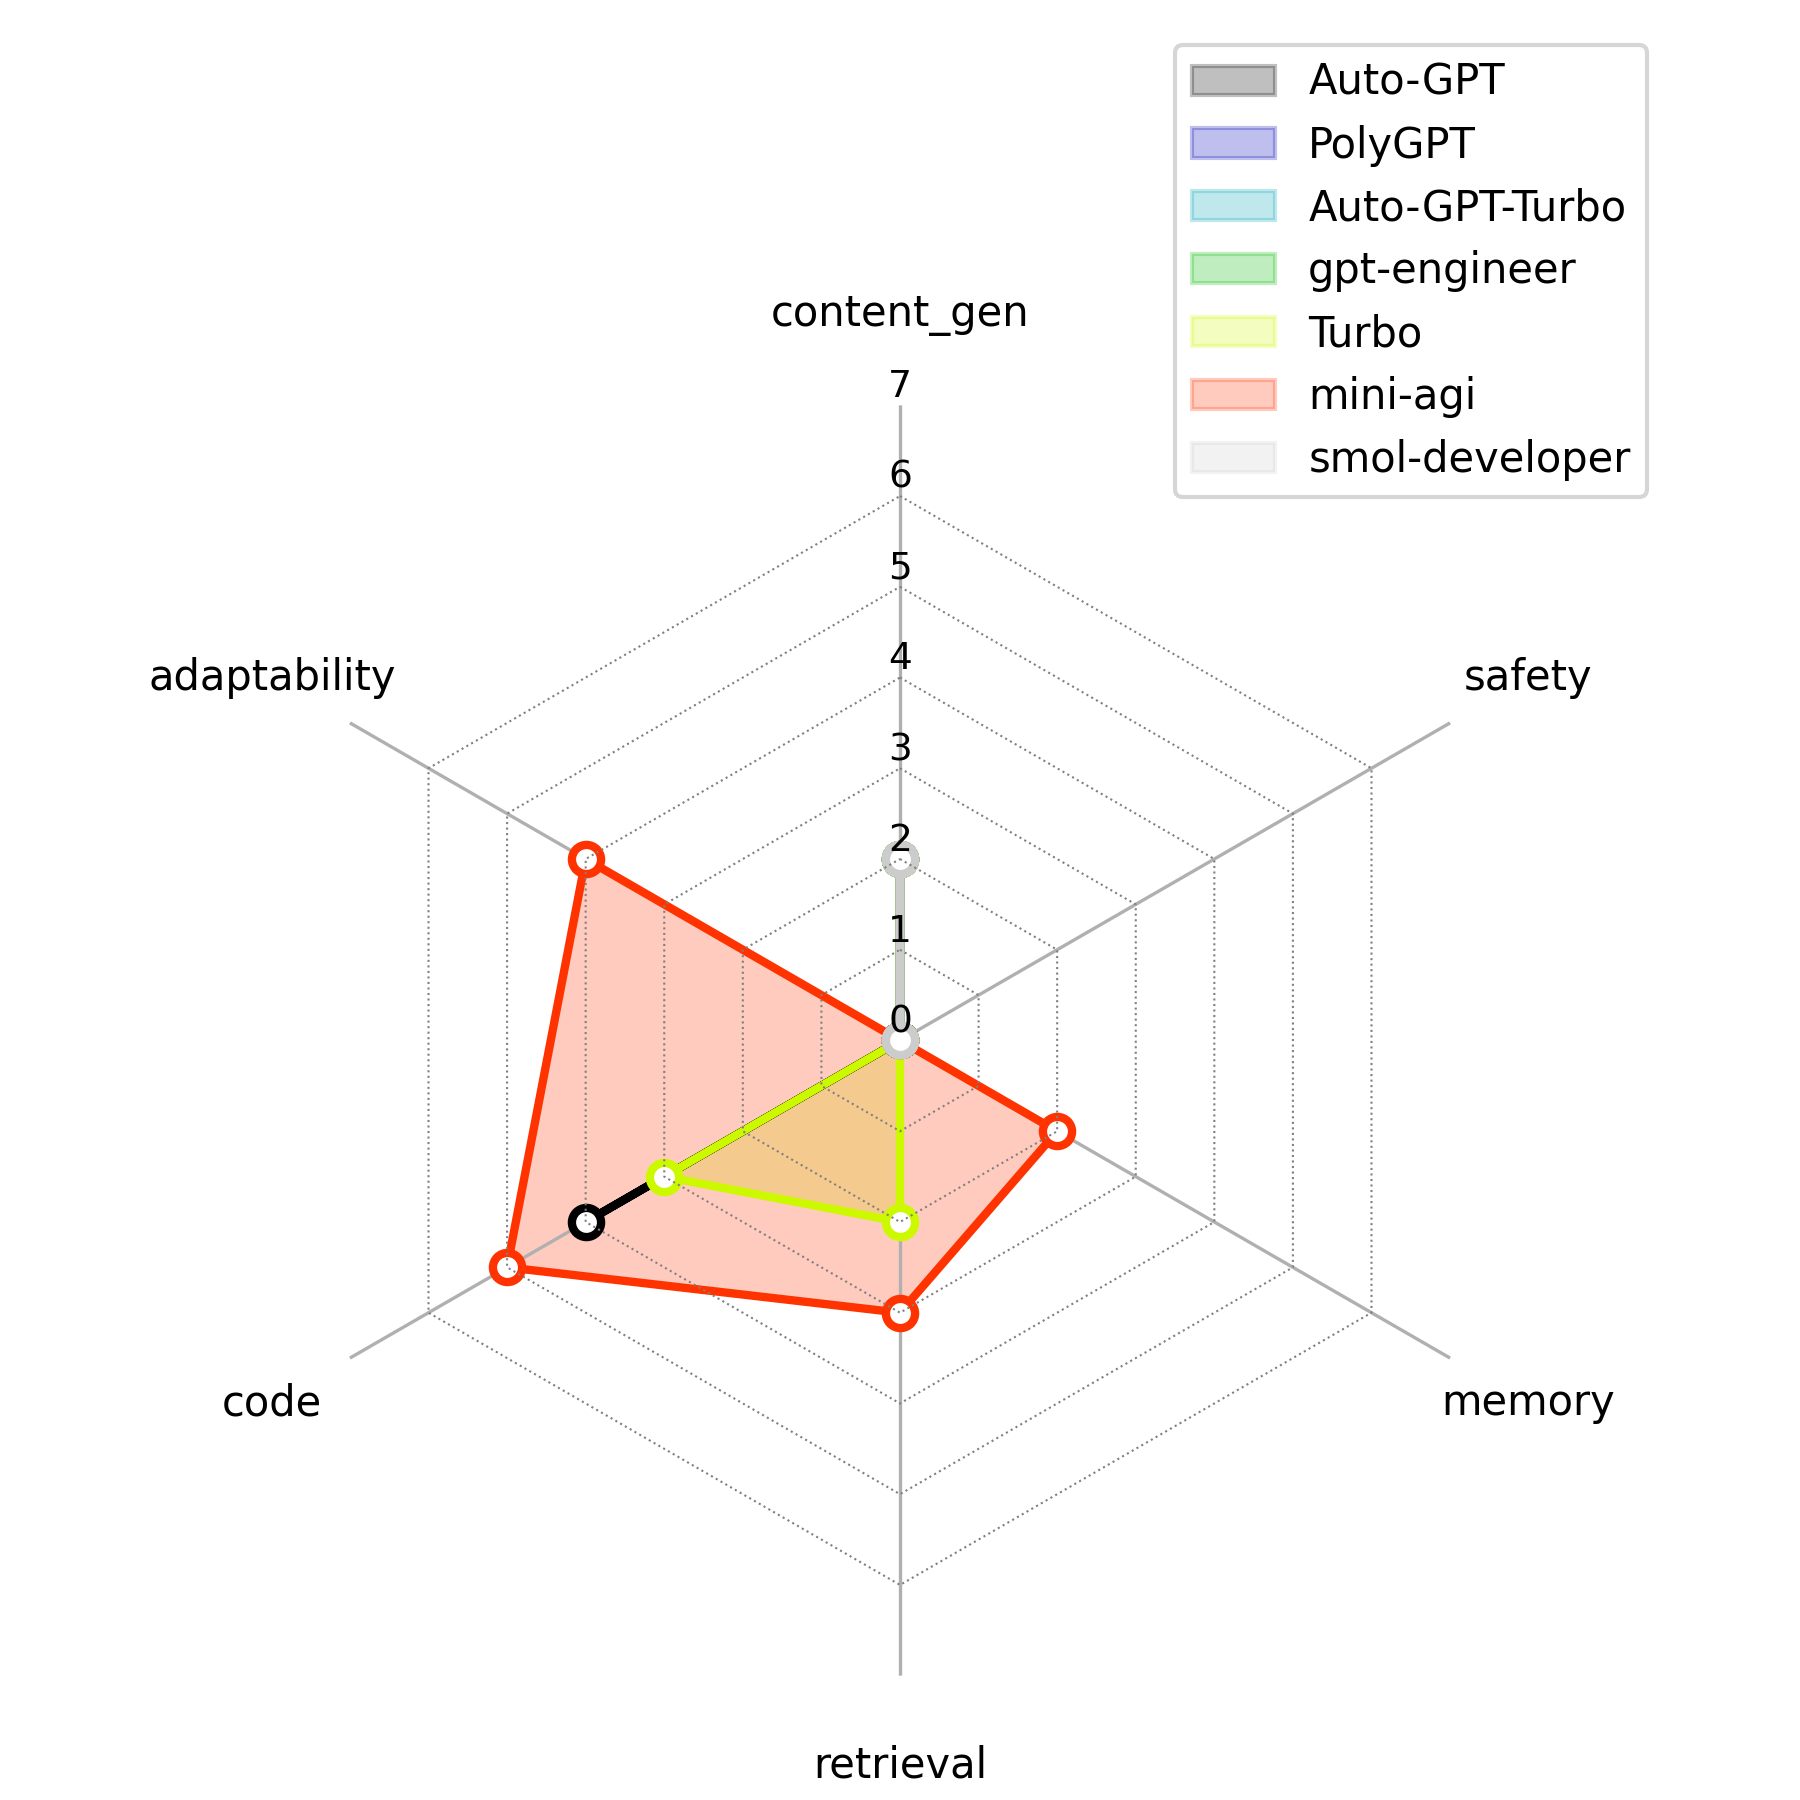 Auto-GPT
PolyGPT
Auto-GPT-Turbo
gpt-engineer
Turbo
mini-agi
smol-developer
content_gen
7
6
5
4
3
2
1
0
adaptability
safety
code
memory
retrieval